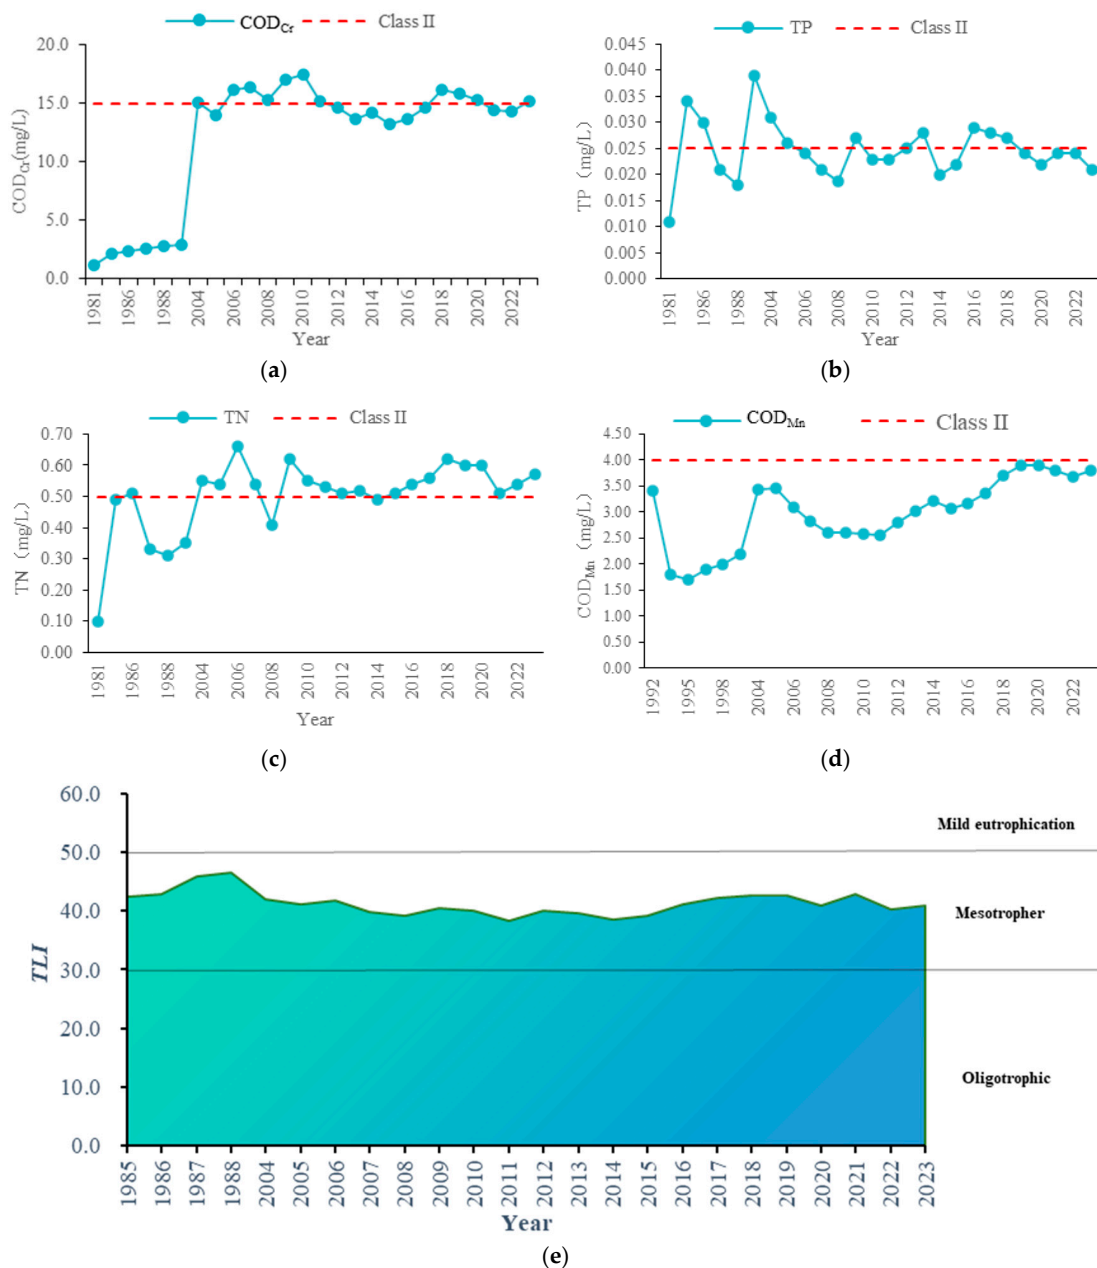 CODCr Class II
20.0
15.0
10.0
5.0
0.0
CODCr(mg/L)
1981 1986 1988 2004 2006 2008 2010 2012 2014 2016 2018 2020 2022
Year
(a)
TP Class II
0.045
0.040
0.035
0.030
0.025
0.020
0.015
0.010
0.005
0.000
TP (mg/L)
1981 1986 1988 2004 2006 2008 2010 2012 2014 2016 2018 2020 2022
Year
(b)
TN Class II
0.70
0.60
0.50
0.40
0.30
0.20
0.10
0.00
TN (mg/L)
1981 1986 1988 2004 2006 2008 2010 2012 2014 2016 2018 2020 2022
Year
(c)
CODMn Class II
4.50
4.00
3.50
3.00
2.50
2.00
1.50
1.00
0.50
0.00
CODMn (mg/L)
1992 1995 1998 2004 2006 2008 2010 2012 2014 2016 2018 2020 2022
(d)
60.0
50.0
40.0
30.0
20.0
10.0
0.0
TLI
Mild eutrophication
Mesotropher
Oligotrophic
1985 1986 1987 1988 2004 2005 2006 2007 2008 2009 2010 2011 2012 2013 2014 2015 2016 2017 2018 2019 2020 2021 2022 2023
Year
(e)